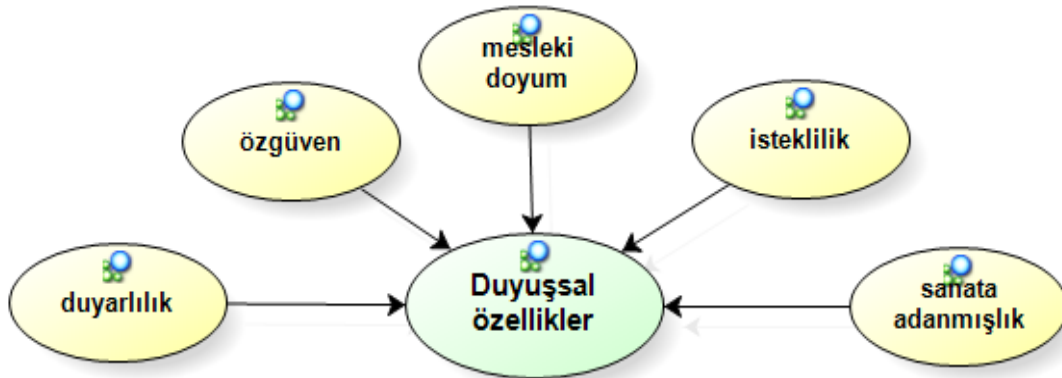 mesleki
doyum
özgüven
isteklilik
duyarlılık
Duyuşsal
özellikler
sanata
adanmışlık